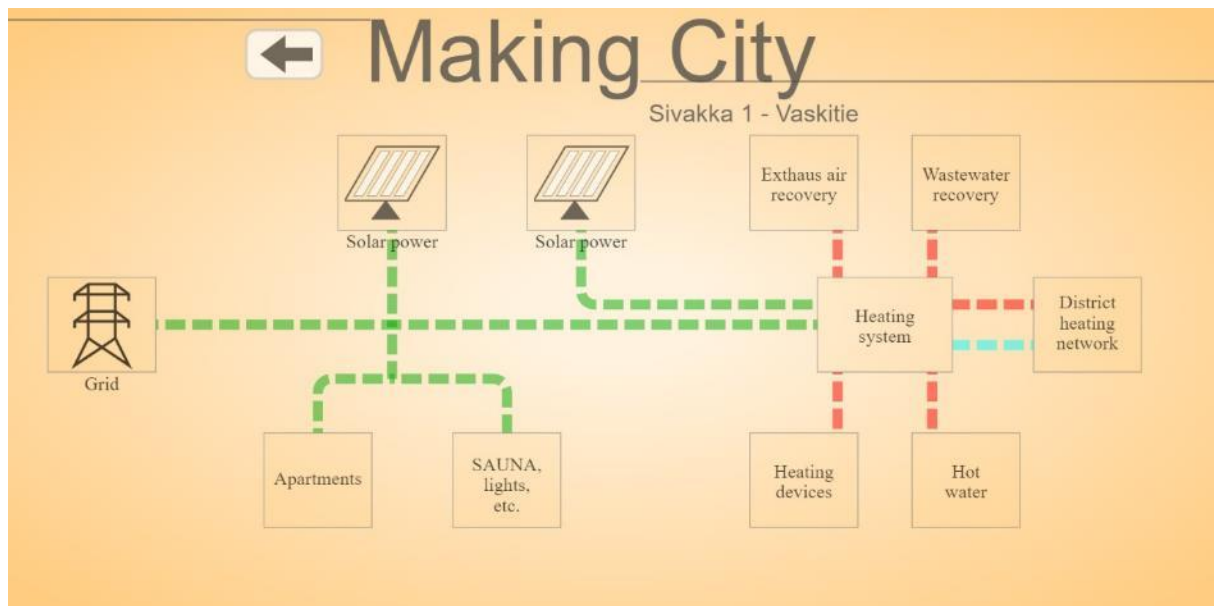 Making City
Sivakka 1 - Vaskitie
Solar power
Solar power
Exthaus air
recovery
Wastewater
recovery
Grid
Heating
system
District
heating
network
Apartments
SAUNA,
lights,
etc.
Heating
devices
Hot
water